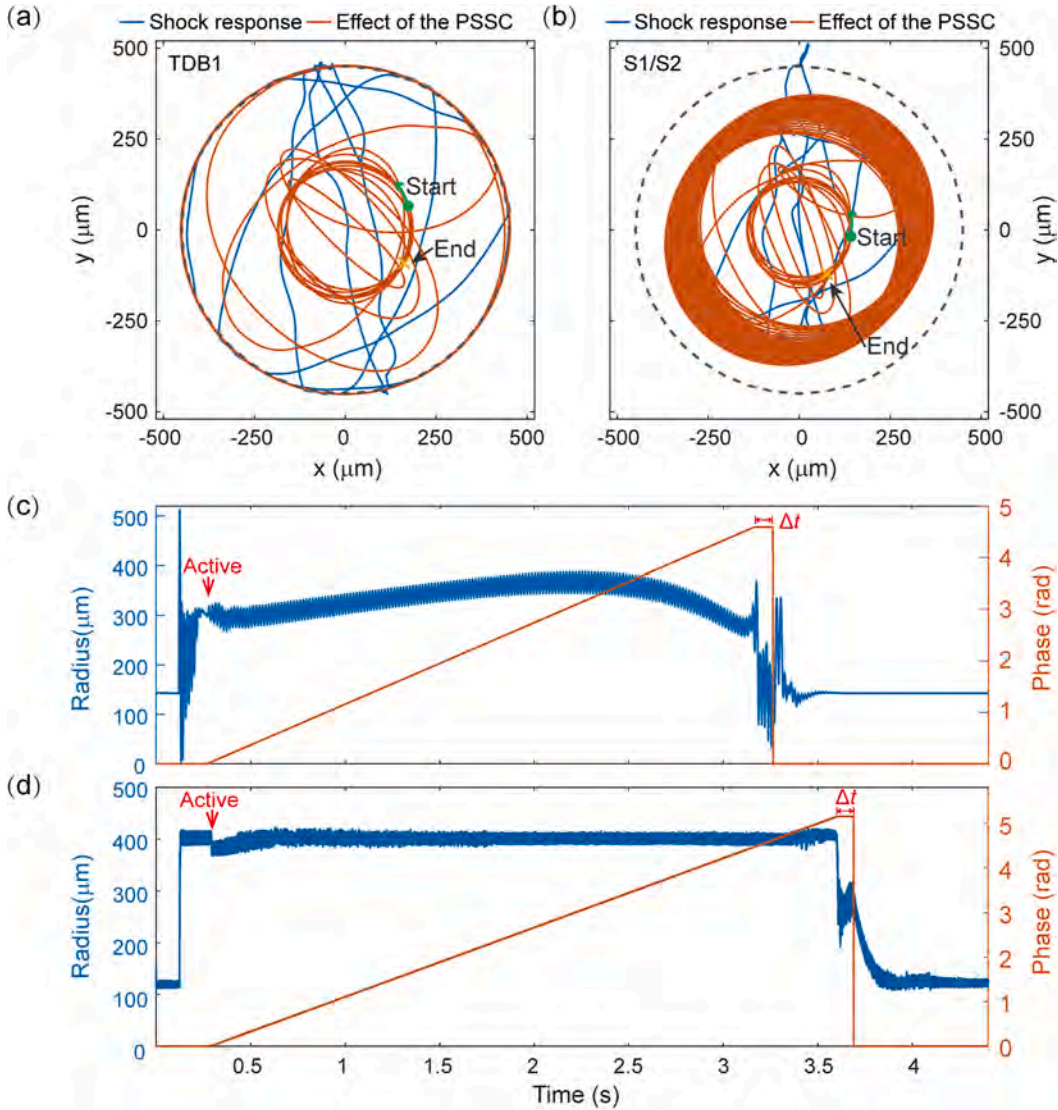 (a)
Shock response
Effect of the PSSC
(b)
Shock response
Effect of the PSSC
500
250
0
-250
-500
y (μm)
TDB1
Start
End
-500
-250
0
250
500
x (μm)
S1/S2
Start
End
500
250
0
-250
-500
y (μm)
-500
-250
0
250
500
x (μm)
(c)
500
400
300
200
100
0
Radius(μm)
Active
Δt
5
4
3
2
1
0
Phase (rad)
(d)
500
400
300
200
100
0
Radius(μm)
Active
Δt
5
4
3
2
1
0
Phase (rad)
0.5
1
1.5
2
2.5
3
3.5
4
Time (s)